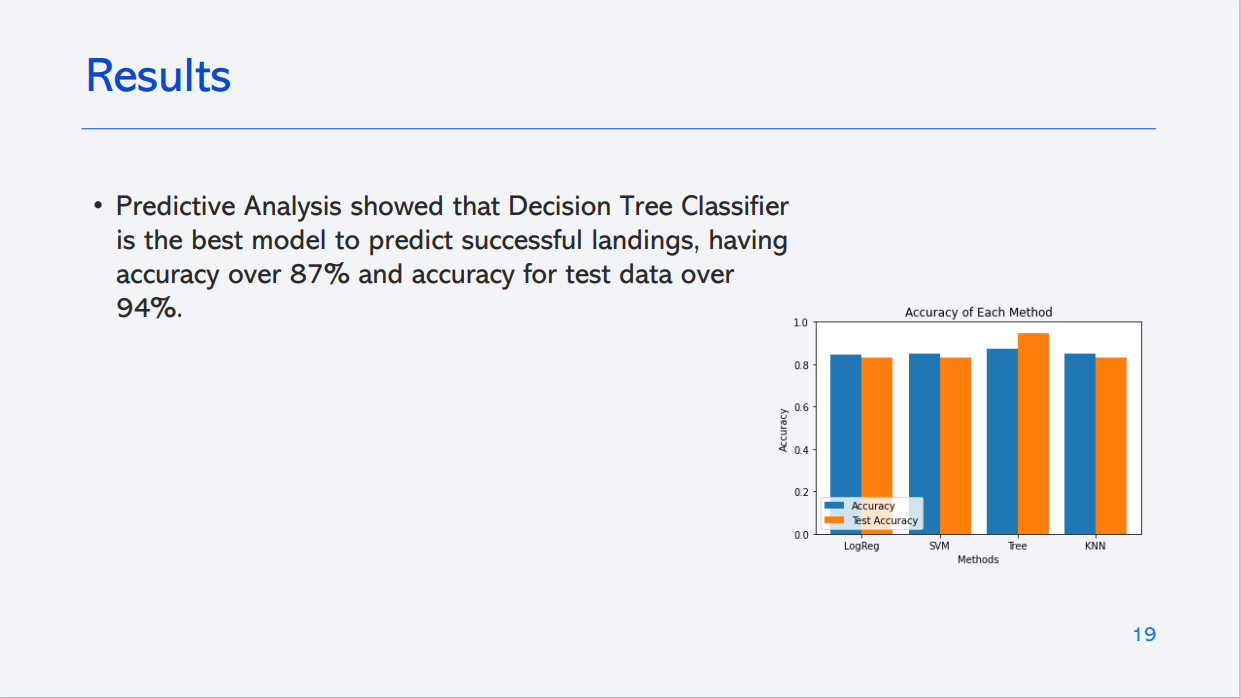 Results
• Predictive Analysis showed that Decision Tree Classifier
is the best model to predict successful landings, having
accuracy over 87% and accuracy for test data over
94%.
Accuracy of Each Method
1.0
0.8
0.6
0.4
0.2
0.0
Accuracy
Accuracy
Test Accuracy
LogReg SVM Tree KNN
Methods
19